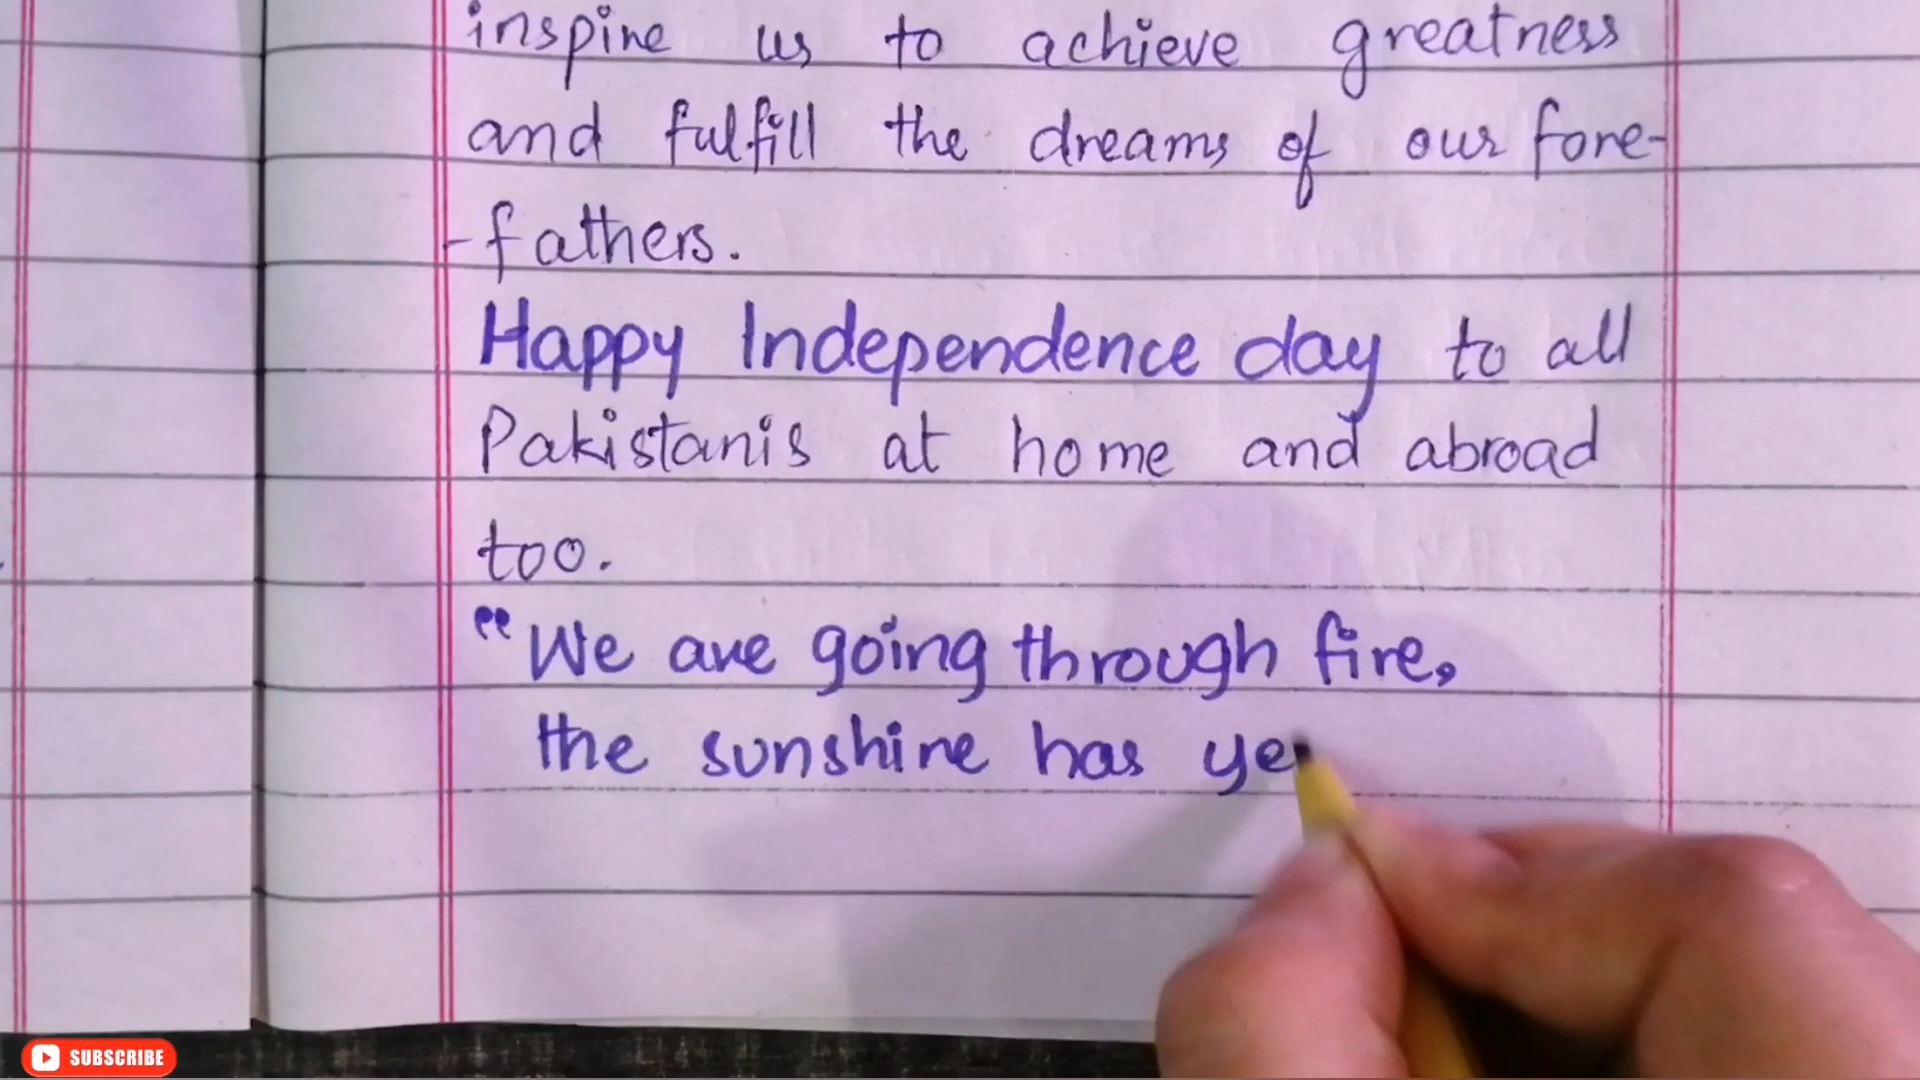 inspire us to achieve greatness
and fulfill the dreams of our fore-
-fathers.
Happy Independence day to all
Pakistanis at home and abroad
too.
"We are going through fire,
the sunshine has ye
SUBSCRIBE